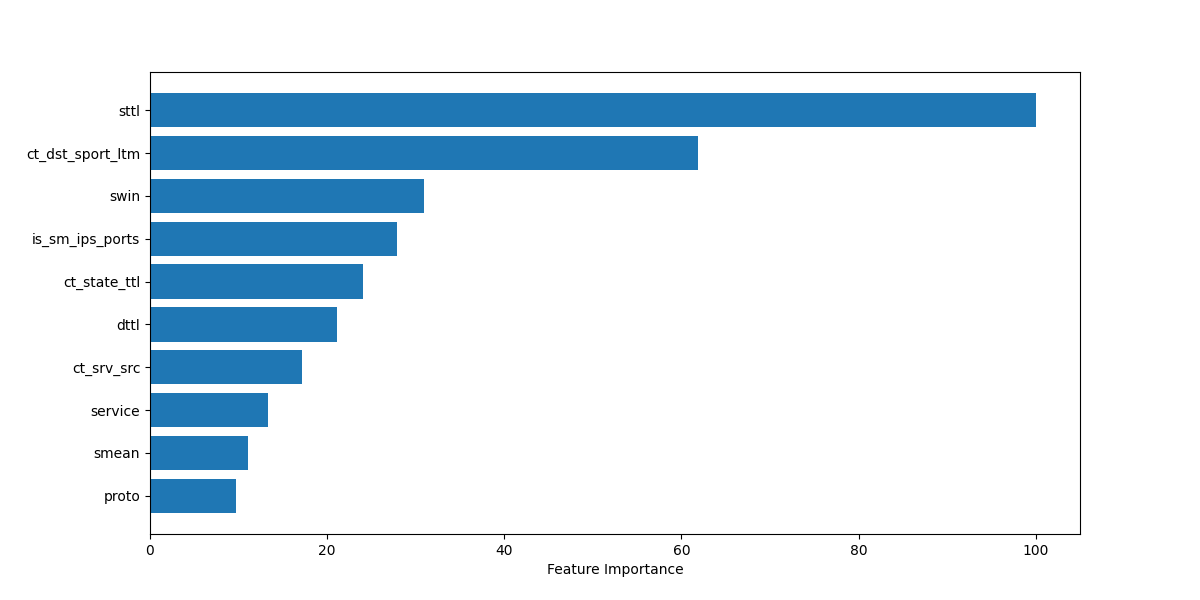 sttl
ct_dst_sport_ltm
swin
is_sm_ips_ports
ct_state_ttl
dttl
ct_srv_src
service
smean
proto
0 20 40 60 80 100
Feature Importance